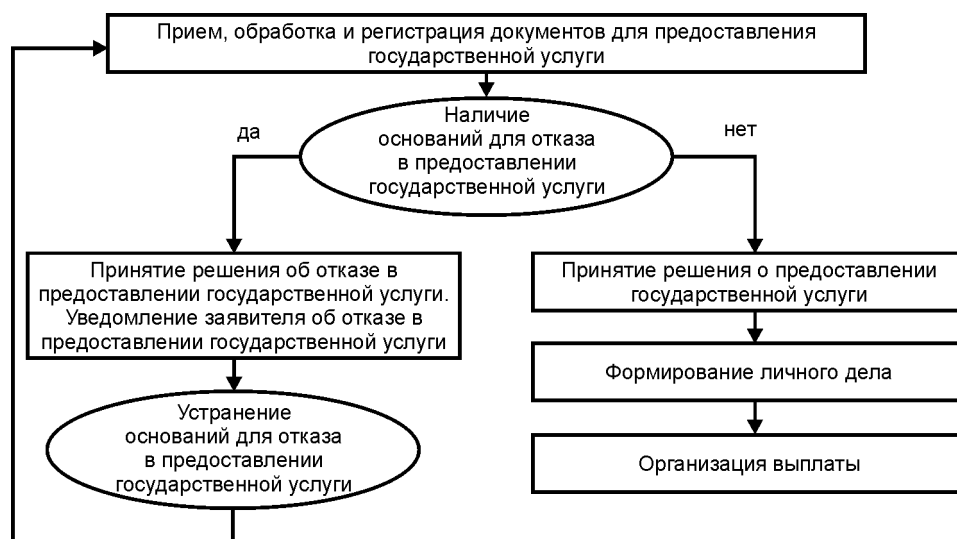 Прием, обработка и регистрация документов для предоставления
государственной услуги
Наличие
оснований для отказа
в предоставлении
государственной услуги
да
нет
Принятие решения об отказе в
предоставлении государственной услуги.
Уведомление заявителя об отказе в
предоставлении государственной услуги
Принятие решения о предоставлении
государственной услуги
Формирование личного дела
Устранение
оснований для отказа
в предоставлении
государственной услуги
Организация выплаты